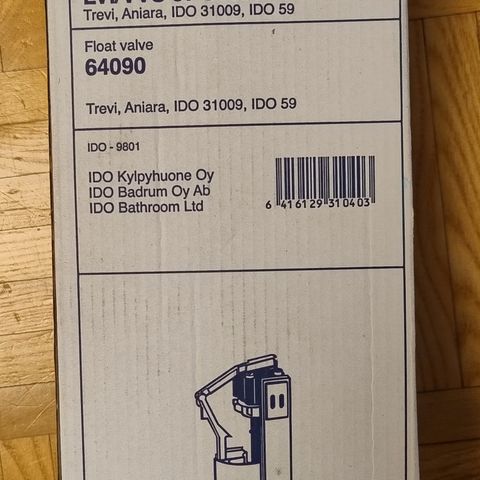 Trevi, Aniara, IDO 31009, IDO 59
Float valve
64090
Trevi, Aniara, IDO 31009, IDO 59
IDO - 9801
IDO Kylpyhuone Oy
IDO Badrum Oy Ab
IDO Bathroom Ltd
6 416129 310403